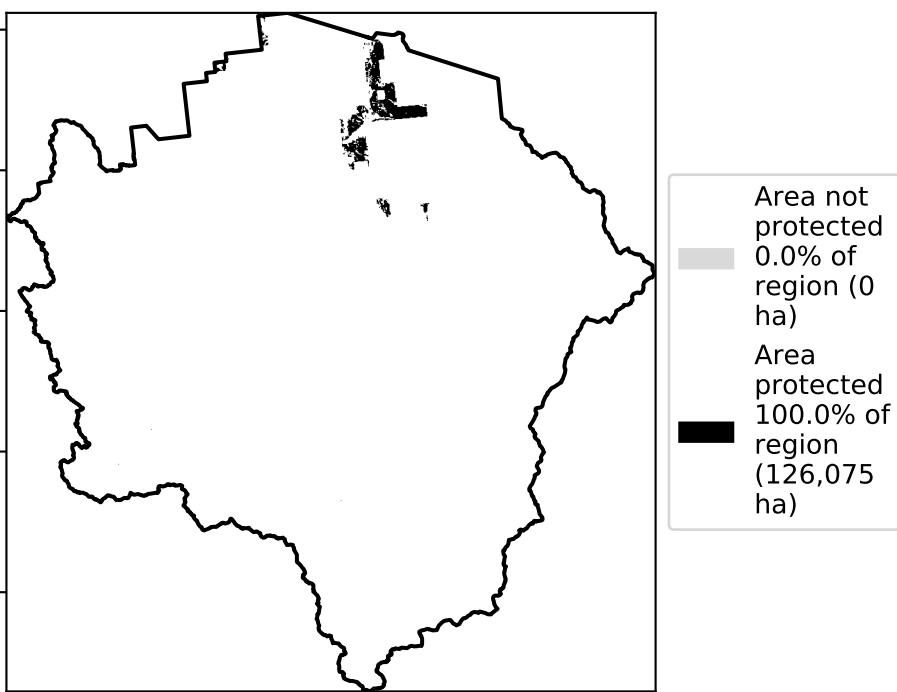 Area not
protected
0.0% of
region (0
ha)
Area
protected
100.0% of
region
(126,075
ha)